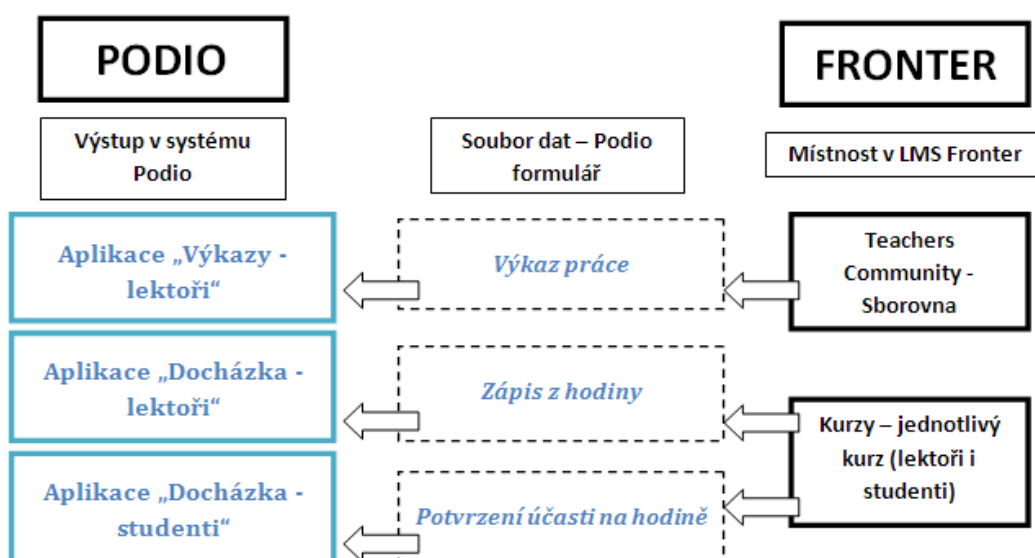 PODIO
FRONTER
Výstup v systému
Podio
Soubor dat – Podio
formulář
Místnost v LMS Fronter
Aplikace „Výkazy -
lektoři“
Výkaz práce
Teachers
Community -
Sborovna
Aplikace „Docházka -
lektoři“
Zápis z hodiny
Kurzy – jednotlivý
kurz (lektoři i
studenti)
Aplikace „Docházka -
studenti“
Potvrzení účasti na hodině